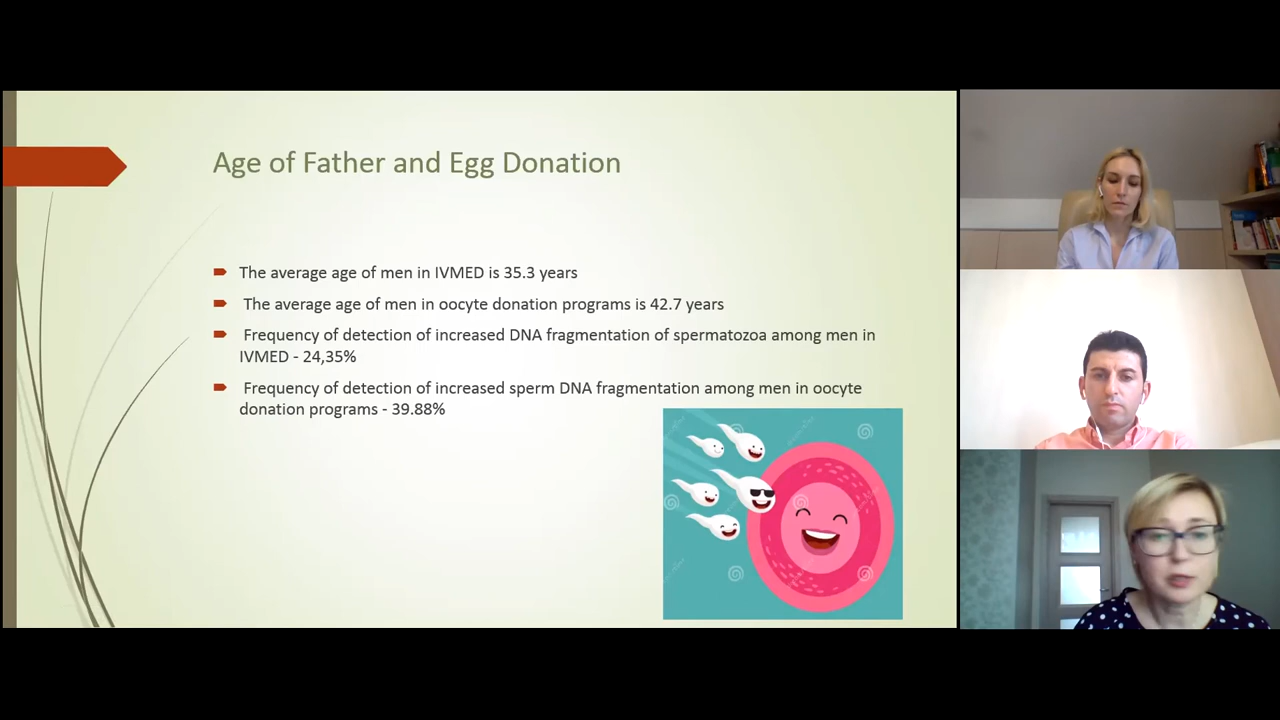 Age of Father and Egg Donation
The average age of men in IVMED is 35.3 years
The average age of men in oocyte donation programs is 42.7 years
Frequency of detection of increased DNA fragmentation of spermatozoa among men in
IVMED - 24,35%
Frequency of detection of increased sperm DNA fragmentation among men in oocyte
donation programs - 39.88%